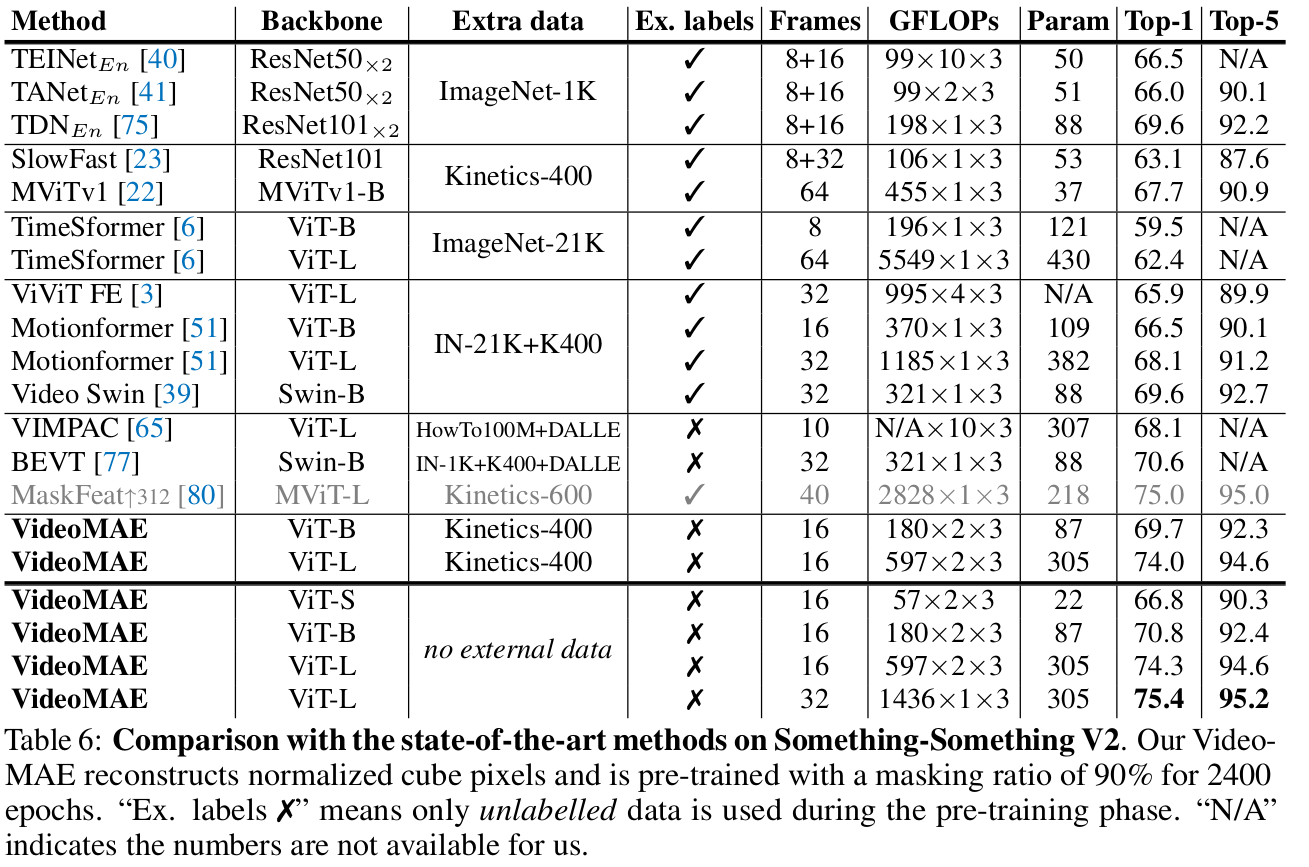 Method Backbone Extra data Ex. labels Frames GFLOPs Param Top-1 Top-5
TEINetEn [40] ResNet50×2 ImageNet-1K ✓ 8+16 99×10×3 50 66.5 N/A
TANetEn [41] ResNet50×2 ✓ 8+16 99×2×3 51 66.0 90.1
TDNEn [75] ResNet101×2 ✓ 8+16 198×1×3 88 69.6 92.2
SlowFast [23] ResNet101 Kinetics-400 ✓ 8+32 106×1×3 53 63.1 87.6
MViTv1 [22] MViTv1-B ✓ 64 455×1×3 37 67.7 90.9
TimeSformer [6] ViT-B ImageNet-21K ✓ 8 196×1×3 121 59.5 N/A
TimeSformer [6] ViT-L ✓ 64 5549×1×3 430 62.4 N/A
ViViT FE [3] ViT-L IN-21K+K400 ✓ 32 995×4×3 N/A 65.9 89.9
Motionformer [51] ViT-B ✓ 16 370×1×3 109 66.5 90.1
Motionformer [51] ViT-L ✓ 32 1185×1×3 382 68.1 91.2
Video Swin [39] Swin-B ✓ 32 321×1×3 88 69.6 92.7
VIMPAC [65] ViT-L HowTo100M+DALLE ✗ 10 N/A×10×3 307 68.1 N/A
BEVT [77] Swin-B IN-1K+K400+DALLE ✗ 32 321×1×3 88 70.6 N/A
MaskFeat↑312 [80] MViT-L Kinetics-600 ✓ 40 2828×1×3 218 75.0 95.0
VideoMAE ViT-B Kinetics-400 ✗ 16 180×2×3 87 69.7 92.3
VideoMAE ViT-L Kinetics-400 ✗ 16 597×2×3 305 74.0 94.6
VideoMAE ViT-S no external data ✗ 16 57×2×3 22 66.8 90.3
VideoMAE ViT-B ✗ 16 180×2×3 87 70.8 92.4
VideoMAE ViT-L ✗ 16 597×2×3 305 74.3 94.6
VideoMAE ViT-L ✗ 32 1436×1×3 305 75.4 95.2
Table 6: Comparison with the state-of-the-art methods on Something-Something V2. Our Video-
MAE reconstructs normalized cube pixels and is pre-trained with a masking ratio of 90% for 2400
epochs. “Ex. labels ✗” means only unlabelled data is used during the pre-training phase. “N/A”
indicates the numbers are not available for us.